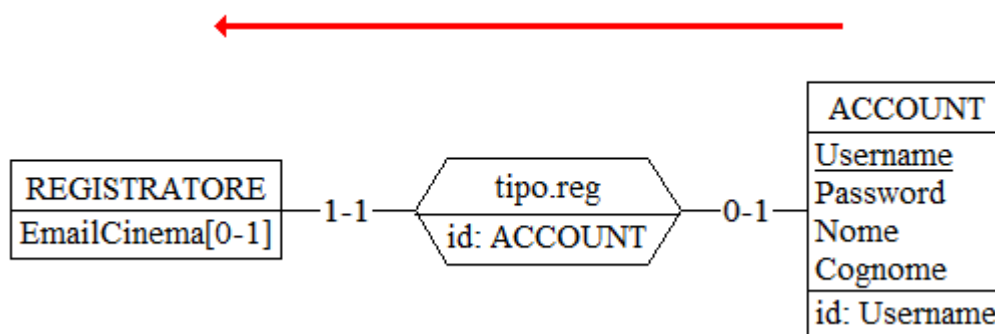 REGISTRATORE
EmailCinema[0-1]
1-1
tipo.reg
id: ACCOUNT
0-1
ACCOUNT
Username
Password
Nome
Cognome
id: Username